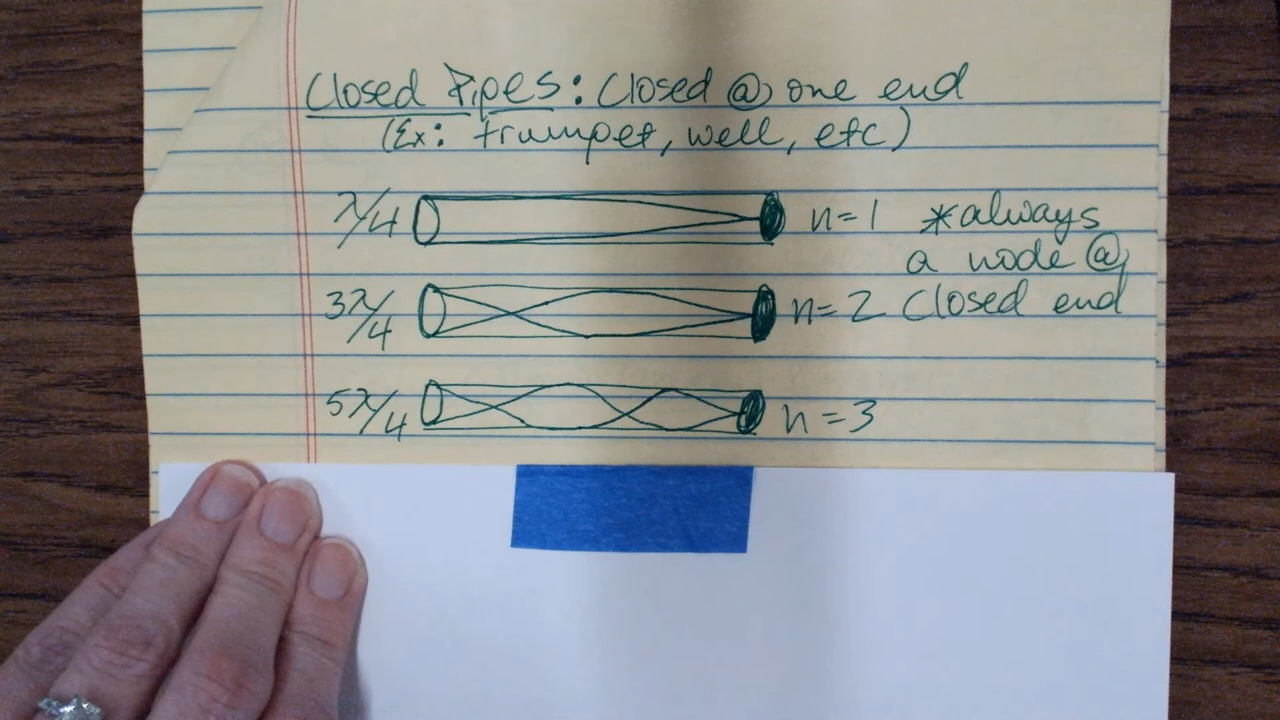 Closed Pipes: Closed @ one end
(Ex: trumpet, well, etc)
λ/4 n=1 *always
a node @
3λ/4 n=2 Closed end
5λ/4 n=3